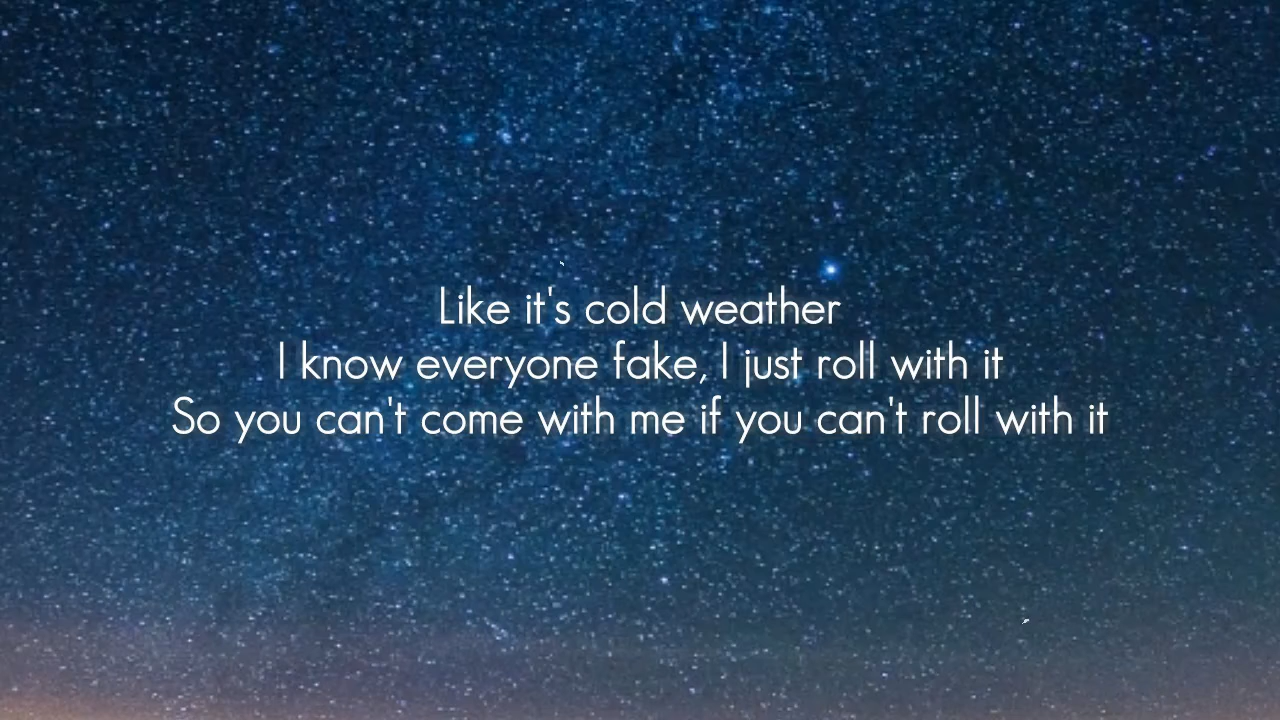 Like it's cold weather
I know everyone fake, I just roll with it
So you can't come with me if you can't roll with it